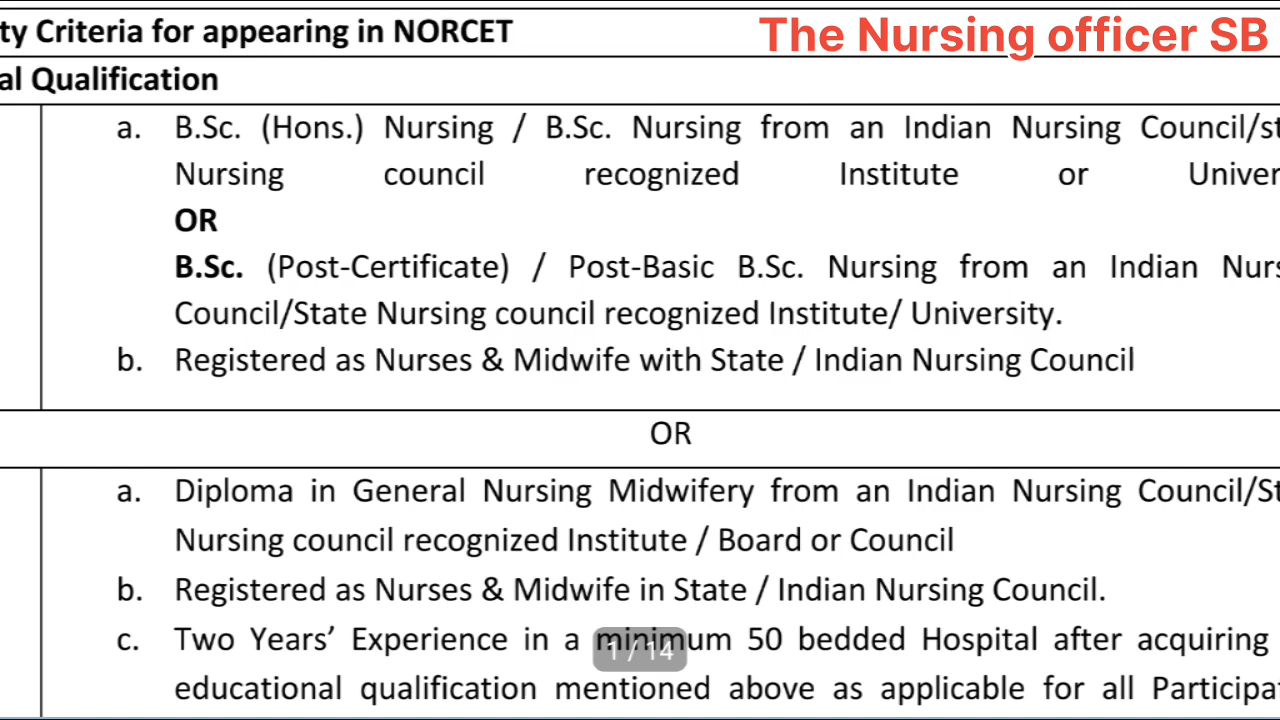 ty Criteria for appearing in NORCET
The Nursing officer SB
al Qualification
a. B.Sc. (Hons.) Nursing / B.Sc. Nursing from an Indian Nursing Council/st
Nursing council recognized Institute or Univer
OR
B.Sc. (Post-Certificate) / Post-Basic B.Sc. Nursing from an Indian Nurs
Council/State Nursing council recognized Institute/ University.
b. Registered as Nurses & Midwife with State / Indian Nursing Council
OR
a. Diploma in General Nursing Midwifery from an Indian Nursing Council/St
Nursing council recognized Institute / Board or Council
b. Registered as Nurses & Midwife in State / Indian Nursing Council.
c. Two Years’ Experience in a minimum 50 bedded Hospital after acquiring
1 / 14
educational qualification mentioned above as applicable for all Participat